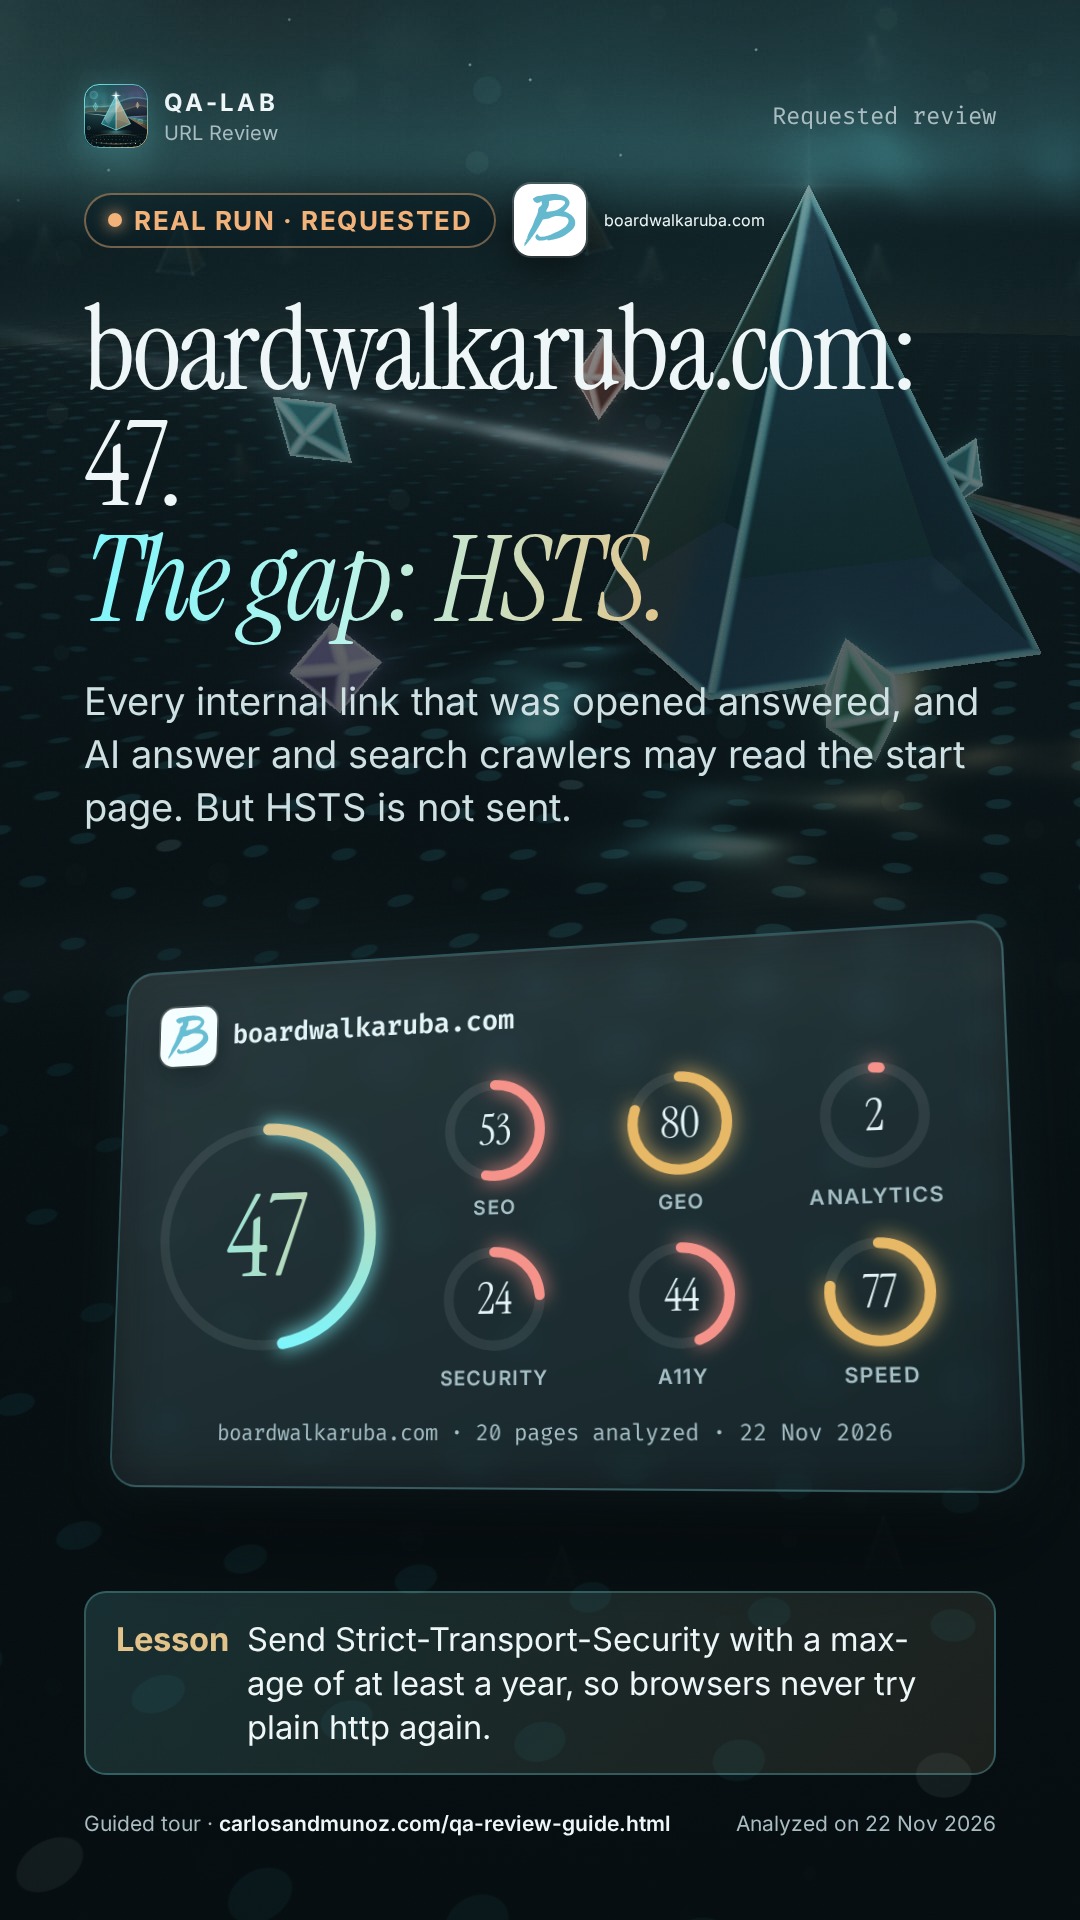 QA-LAB
URL Review
Requested review
REAL RUN · REQUESTED
B
boardwalkaruba.com
boardwalkaruba.com:
47.
The gap: HSTS.
Every internal link that was opened answered, and
AI answer and search crawlers may read the start
page. But HSTS is not sent.
B
boardwalkaruba.com
47
53
SEO
80
GEO
2
ANALYTICS
24
SECURITY
44
A11Y
77
SPEED
boardwalkaruba.com · 20 pages analyzed · 22 Nov 2026
Lesson
Send Strict-Transport-Security with a max-
age of at least a year, so browsers never try
plain http again.
Guided tour · carlosandmunoz.com/qa-review-guide.html
Analyzed on 22 Nov 2026